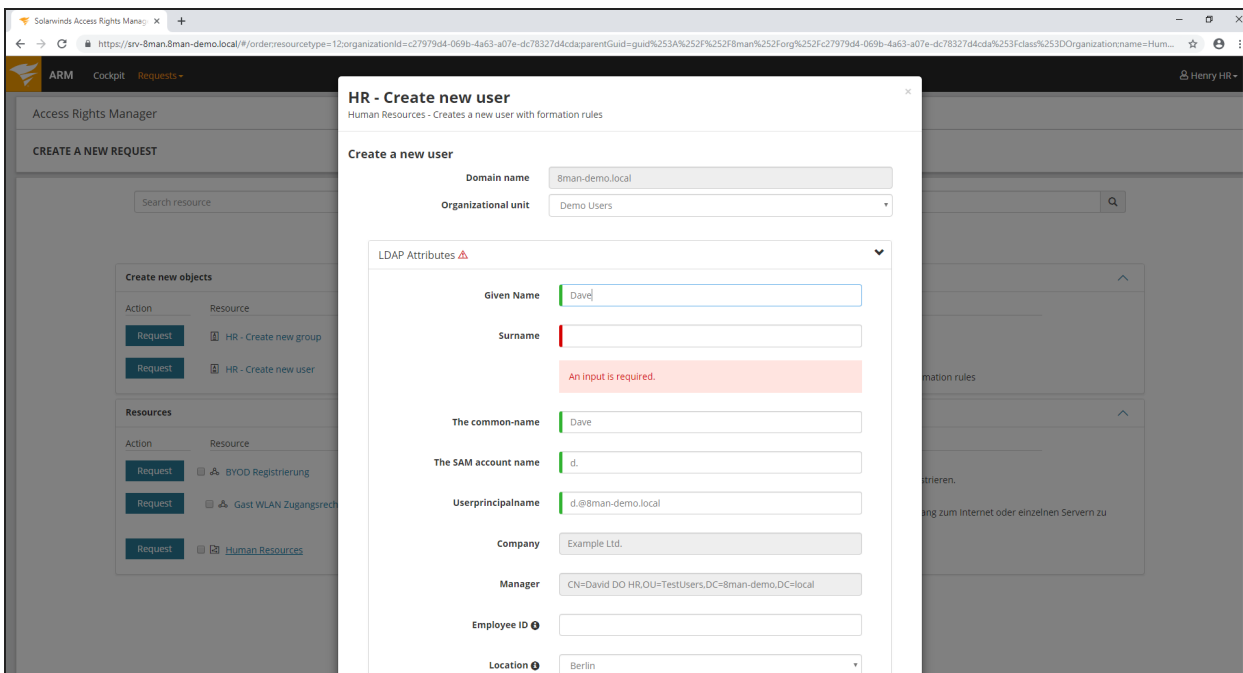 Solarwinds Access Rights Manag
https://srv-8man.8man-demo.local/#/order;resourcetype=12;organizationId=c27979d4-069b-4a63-a07e-dc78327d4cda;parentGuid=guid%253A%252F%252F8man%252Forg%252Fc27979d4-069b-4a63-a07e-dc78327d4cda%253Fclass%253DOrganization;name=Hum...
ARM Cockpit Requests Henry HR
Access Rights Manager
CREATE A NEW REQUEST
Search resource
Create new objects
Action Resource
Request HR - Create new group
Request HR - Create new user
mation rules
Resources
Action Resource
Request BYOD Registrierung
strieren.
Request Gast WLAN Zugangsrech
ang zum Internet oder einzelnen Servern zu
Request Human Resources
HR - Create new user
Human Resources - Creates a new user with formation rules
Create a new user
Domain name 8man-demo.local
Organizational unit Demo Users
LDAP Attributes
Given Name Dave
Surname
An input is required.
The common-name Dave
The SAM account name d.
Userprincipalname d.@8man-demo.local
Company Example Ltd.
Manager CN=David DO HR,OU=TestUsers,DC=8man-demo,DC=local
Employee ID
Location Berlin